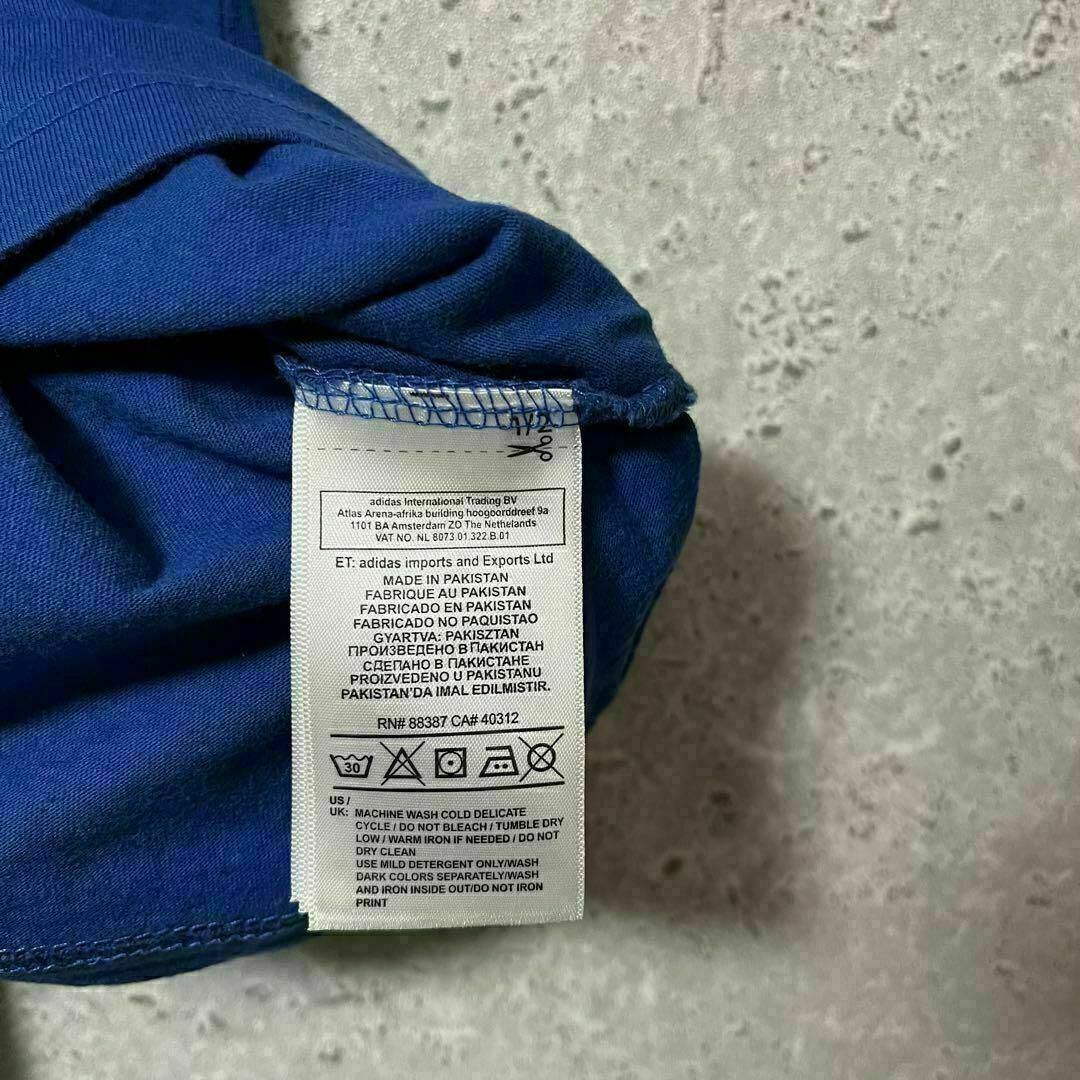 1/2
adidas International Trading BV
Atlas Arena-afrika building hoogoorddreef 9a
1101 BA Amsterdam ZO The Netherlands
VAT NO. NL 8073.01.322.B.01
ET: adidas imports and Exports Ltd
MADE IN PAKISTAN
FABRIQUE AU PAKISTAN
FABRICADO EN PAKISTAN
FABRICADO NO PAQUISTAO
GYARTVA: PAKISZTAN
ПРОИЗВЕДЕНО В ПАКИСТАН
СДЕПАНО В ПАКИСТАНЕ
PROIZVEDENO U PAKISTANU
PAKISTAN'DA IMAL EDILMISTIR.
RN# 88387 CA# 40312
30
US /
UK: MACHINE WASH COLD DELICATE
CYCLE / DO NOT BLEACH / TUMBLE DRY
LOW / WARM IRON IF NEEDED / DO NOT
DRY CLEAN
USE MILD DETERGENT ONLY/WASH
DARK COLORS SEPARATELY/WASH
AND IRON INSIDE OUT/DO NOT IRON
PRINT